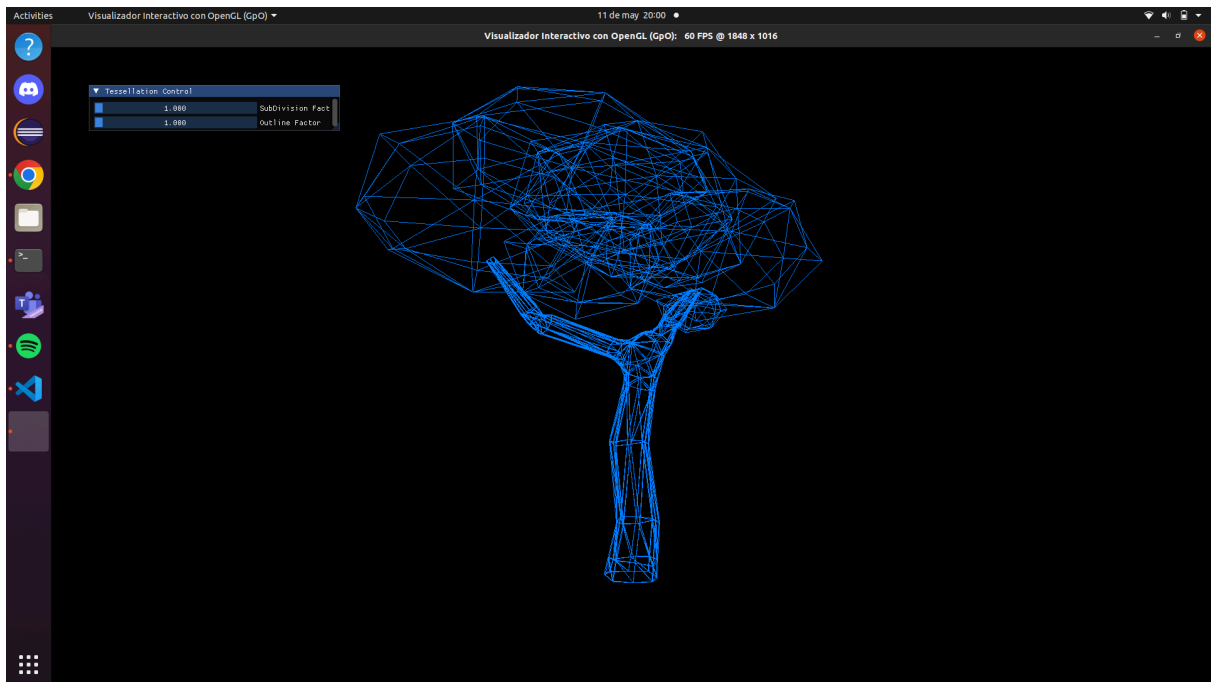 Activities Visualizador Interactivo con OpenGL (GpO) 11 de may 20:00
Visualizador Interactivo con OpenGL (GpO): 60 FPS @ 1848 x 1016
Tessellation Control
1.000 SubDivision Fact
1.000 Outline Factor